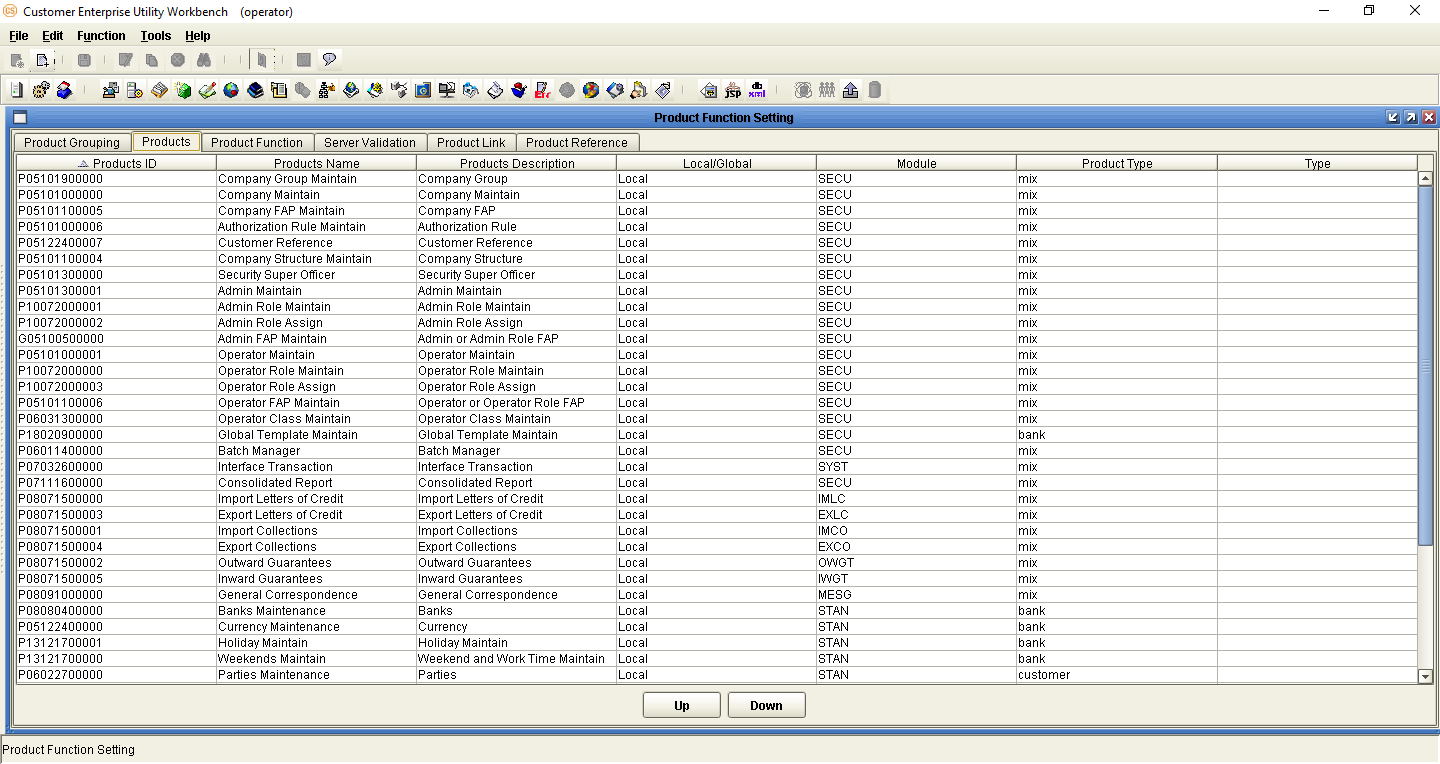 CS Customer Enterprise Utility Workbench (operator)
File Edit Function Tools Help
JSP xml
Product Function Setting
Product Grouping Products Product Function Server Validation Product Link Product Reference
Products ID Products Name Products Description Local/Global Module Product Type Type
P05101900000 Company Group Maintain Company Group Local SECU mix
P05101000000 Company Maintain Company Maintain Local SECU mix
P05101100005 Company FAP Maintain Company FAP Local SECU mix
P05101000006 Authorization Rule Maintain Authorization Rule Local SECU mix
P05122400007 Customer Reference Customer Reference Local SECU mix
P05101100004 Company Structure Maintain Company Structure Local SECU mix
P05101300000 Security Super Officer Security Super Officer Local SECU mix
P05101300001 Admin Maintain Admin Maintain Local SECU mix
P10072000001 Admin Role Maintain Admin Role Maintain Local SECU mix
P10072000002 Admin Role Assign Admin Role Assign Local SECU mix
G05100500000 Admin FAP Maintain Admin or Admin Role FAP Local SECU mix
P05101000001 Operator Maintain Operator Maintain Local SECU mix
P10072000000 Operator Role Maintain Operator Role Maintain Local SECU mix
P10072000003 Operator Role Assign Operator Role Assign Local SECU mix
P05101100006 Operator FAP Maintain Operator or Operator Role FAP Local SECU mix
P06031300000 Operator Class Maintain Operator Class Maintain Local SECU mix
P18020900000 Global Template Maintain Global Template Maintain Local SECU bank
P06011400000 Batch Manager Batch Manager Local SECU mix
P07032600000 Interface Transaction Interface Transaction Local SYST mix
P07111600000 Consolidated Report Consolidated Report Local SECU mix
P08071500000 Import Letters of Credit Import Letters of Credit Local IMLC mix
P08071500003 Export Letters of Credit Export Letters of Credit Local EXLC mix
P08071500001 Import Collections Import Collections Local IMCO mix
P08071500004 Export Collections Export Collections Local EXCO mix
P08071500002 Outward Guarantees Outward Guarantees Local OWGT mix
P08071500005 Inward Guarantees Inward Guarantees Local IWGT mix
P08091000000 General Correspondence General Correspondence Local MESG mix
P08080400000 Banks Maintenance Banks Local STAN bank
P05122400000 Currency Maintenance Currency Local STAN bank
P13121700001 Holiday Maintain Holiday Maintain Local STAN bank
P13121700000 Weekends Maintain Weekend and Work Time Maintain Local STAN bank
P06022700000 Parties Maintenance Parties Local STAN customer
Up Down
Product Function Setting